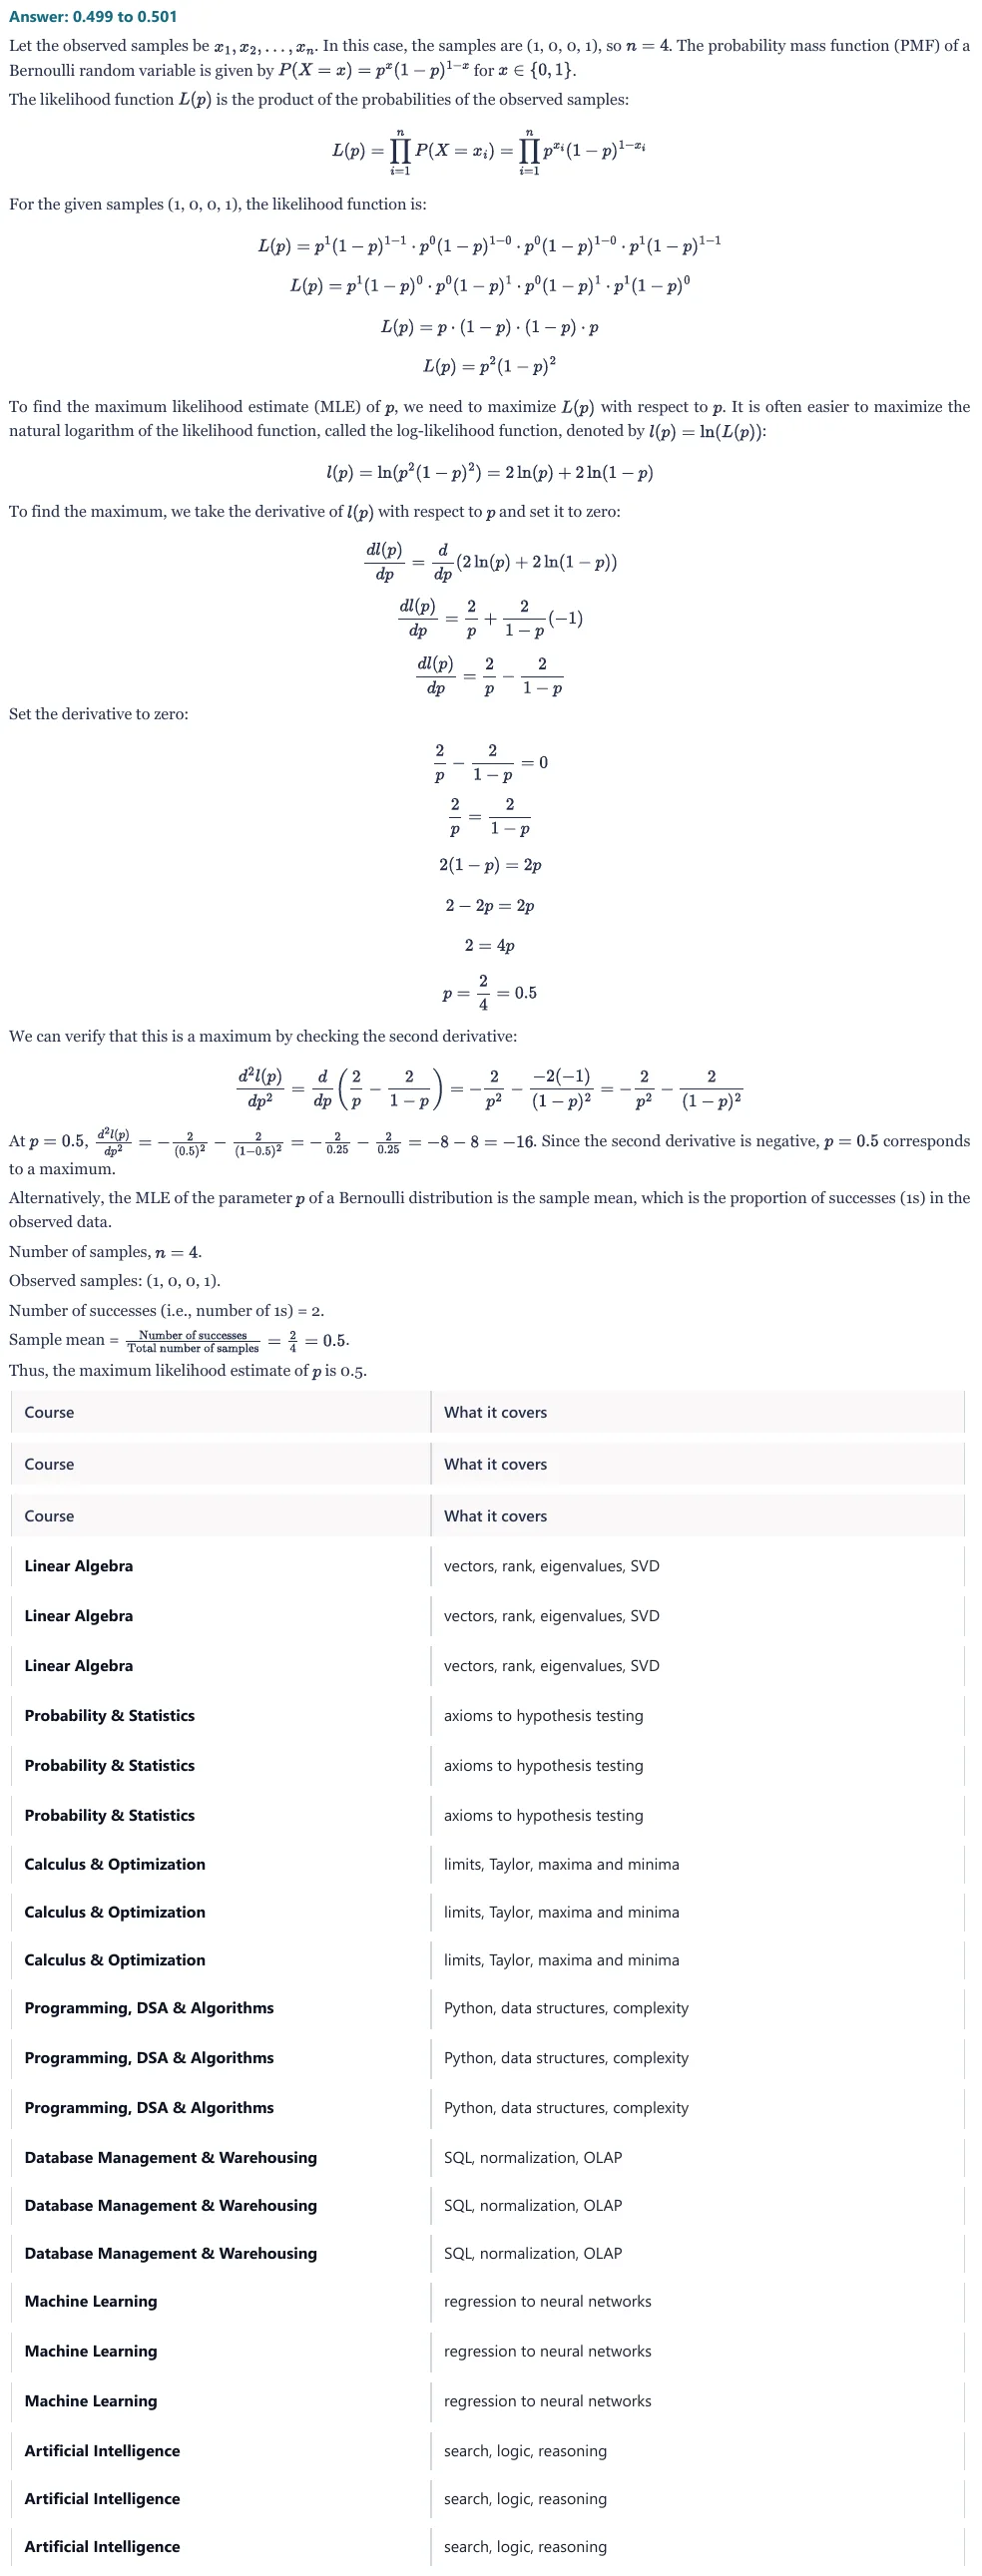 Answer: 0.499 to 0.501
Let the observed samples be x₁, x₂, . . . , xₙ. In this case, the samples are (1, 0, 0, 1), so n = 4. The probability mass function (PMF) of a
Bernoulli random variable is given by P(X = x) = pˣ(1 − p)¹⁻ˣ for x ∈ {0, 1}.
The likelihood function L(p) is the product of the probabilities of the observed samples:
L(p) = ∏_{i=1}^{n} P(X = x_i) = ∏_{i=1}^{n} p^{x_i}(1 − p)^{1−x_i}
For the given samples (1, 0, 0, 1), the likelihood function is:
L(p) = p¹(1 − p)¹⁻¹ · p⁰(1 − p)¹⁻⁰ · p⁰(1 − p)¹⁻⁰ · p¹(1 − p)¹⁻¹
L(p) = p¹(1 − p)⁰ · p⁰(1 − p)¹ · p⁰(1 − p)¹ · p¹(1 − p)⁰
L(p) = p · (1 − p) · (1 − p) · p
L(p) = p²(1 − p)²
To find the maximum likelihood estimate (MLE) of p, we need to maximize L(p) with respect to p. It is often easier to maximize the
natural logarithm of the likelihood function, called the log-likelihood function, denoted by l(p) = ln(L(p)):
l(p) = ln(p²(1 − p)²) = 2 ln(p) + 2 ln(1 − p)
To find the maximum, we take the derivative of l(p) with respect to p and set it to zero:
dl(p)/dp = d/dp (2 ln(p) + 2 ln(1 − p))
dl(p)/dp = 2/p + 2/(1 − p) (−1)
dl(p)/dp = 2/p − 2/(1 − p)
Set the derivative to zero:
2/p − 2/(1 − p) = 0
2/p = 2/(1 − p)
2(1 − p) = 2p
2 − 2p = 2p
2 = 4p
p = 2/4 = 0.5
We can verify that this is a maximum by checking the second derivative:
d²l(p)/dp² = d/dp (2/p − 2/(1 − p)) = −2/p² − −2(−1)/(1 − p)² = −2/p² − 2/(1 − p)²
At p = 0.5, d²l(p)/dp² = −2/(0.5)² − 2/(1−0.5)² = −2/0.25 − 2/0.25 = −8 − 8 = −16. Since the second derivative is negative, p = 0.5 corresponds
to a maximum.
Alternatively, the MLE of the parameter p of a Bernoulli distribution is the sample mean, which is the proportion of successes (1s) in the
observed data.
Number of samples, n = 4.
Observed samples: (1, 0, 0, 1).
Number of successes (i.e., number of 1s) = 2.
Sample mean = Number of successes/Total number of samples = 2/4 = 0.5.
Thus, the maximum likelihood estimate of p is 0.5.
Course What it covers
Course What it covers
Course What it covers
Linear Algebra vectors, rank, eigenvalues, SVD
Linear Algebra vectors, rank, eigenvalues, SVD
Linear Algebra vectors, rank, eigenvalues, SVD
Probability & Statistics axioms to hypothesis testing
Probability & Statistics axioms to hypothesis testing
Probability & Statistics axioms to hypothesis testing
Calculus & Optimization limits, Taylor, maxima and minima
Calculus & Optimization limits, Taylor, maxima and minima
Calculus & Optimization limits, Taylor, maxima and minima
Programming, DSA & Algorithms Python, data structures, complexity
Programming, DSA & Algorithms Python, data structures, complexity
Programming, DSA & Algorithms Python, data structures, complexity
Database Management & Warehousing SQL, normalization, OLAP
Database Management & Warehousing SQL, normalization, OLAP
Database Management & Warehousing SQL, normalization, OLAP
Machine Learning regression to neural networks
Machine Learning regression to neural networks
Machine Learning regression to neural networks
Artificial Intelligence search, logic, reasoning
Artificial Intelligence search, logic, reasoning
Artificial Intelligence search, logic, reasoning